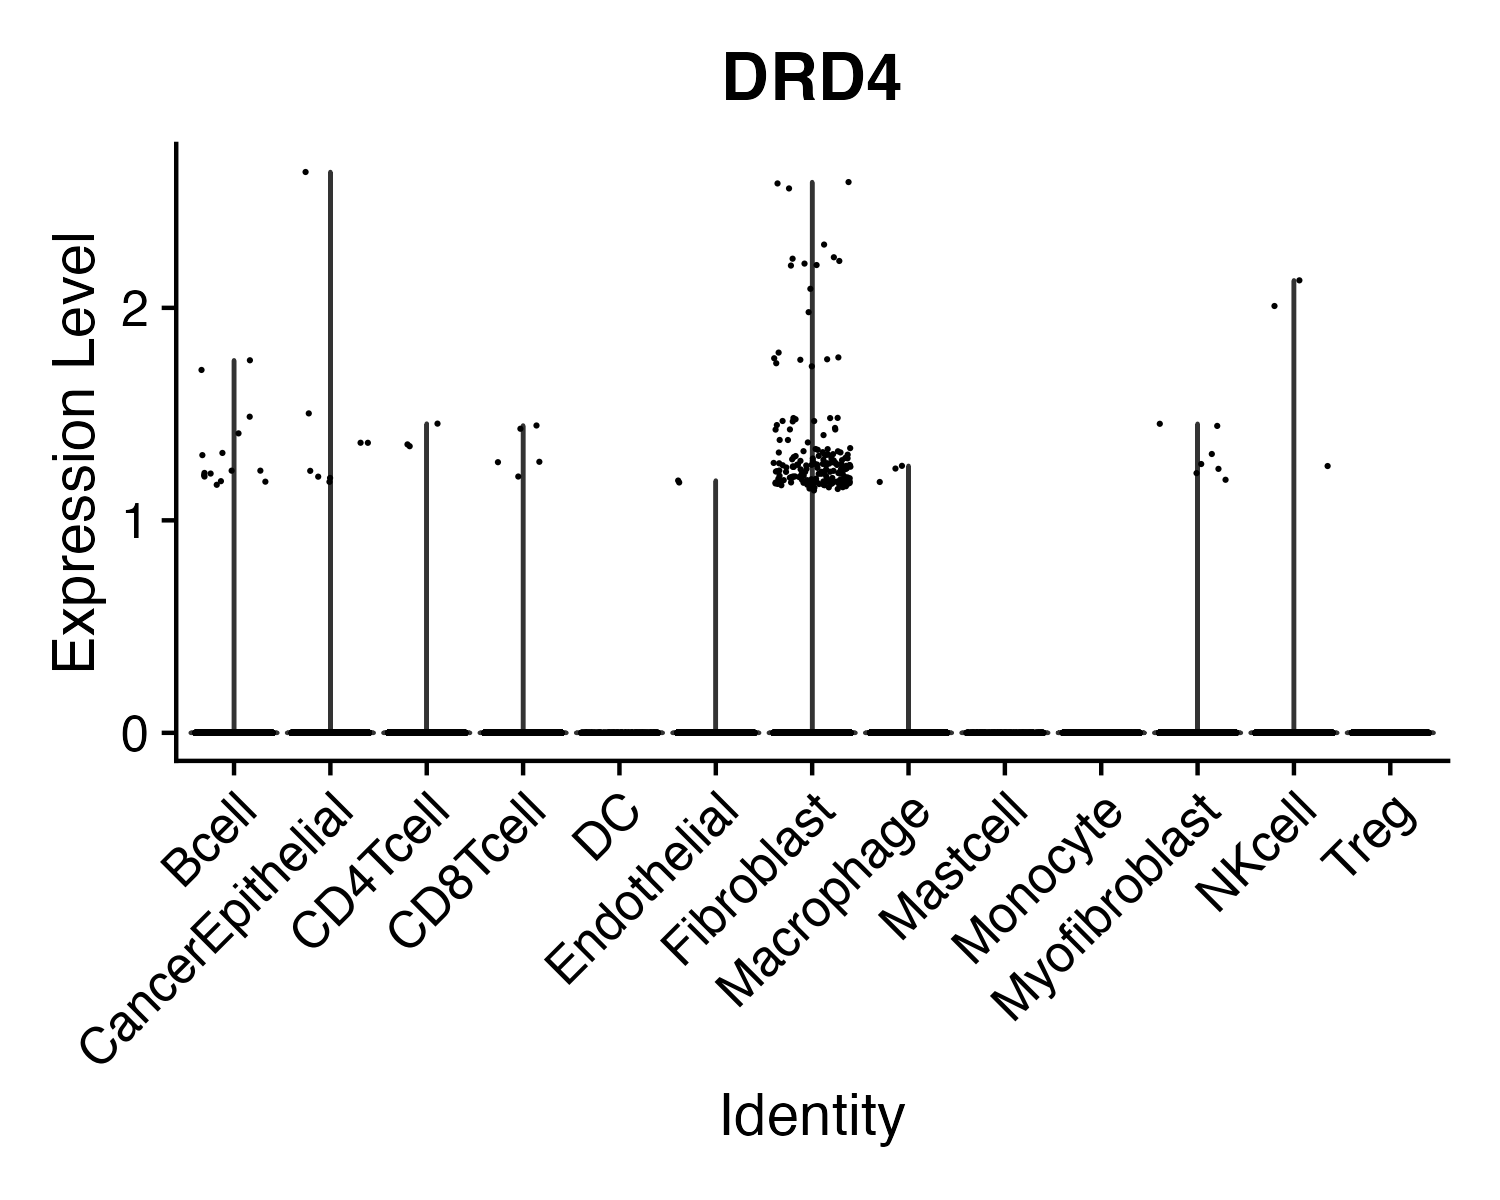 DRD4
Expression Level
2
1
0
Bcell
CancerEpithelial
CD4Tcell
CD8Tcell
DC
Endothelial
Fibroblast
Macrophage
Mastcell
Monocyte
Myofibroblast
NKcell
Treg
Identity